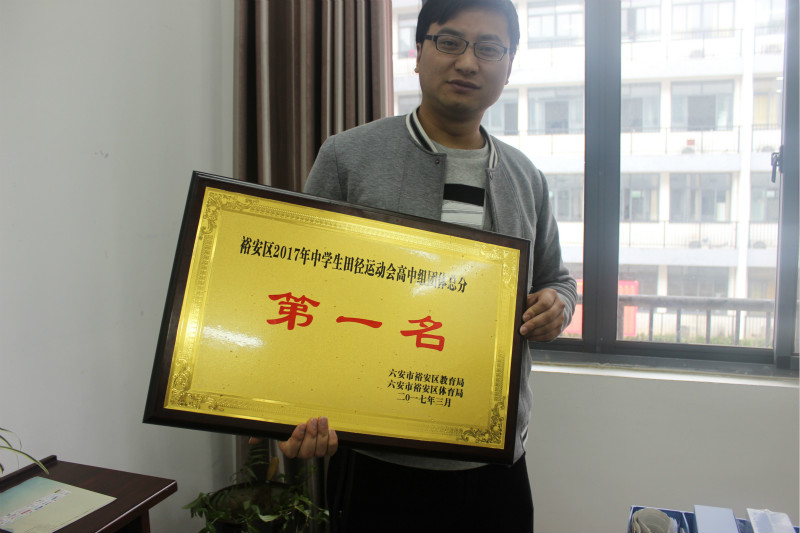 裕安区2017年中学生田径运动会高中组团体总分
第一名
六安市裕安区教育局
六安市裕安区体育局
二〇一七年三月